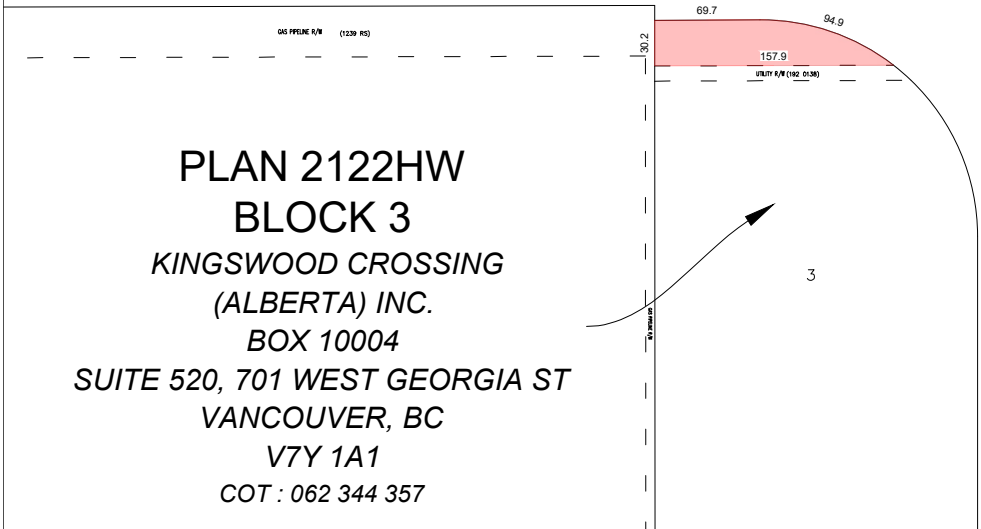 GAS PIPELINE R/W (1239 RS)
30.2
69.7
94.9
157.9
UTILITY R/W (192 0138)
PLAN 2122HW
BLOCK 3
KINGSWOOD CROSSING
(ALBERTA) INC.
BOX 10004
SUITE 520, 701 WEST GEORGIA ST
VANCOUVER, BC
V7Y 1A1
COT : 062 344 357
3
GAS PIPELINE R/W